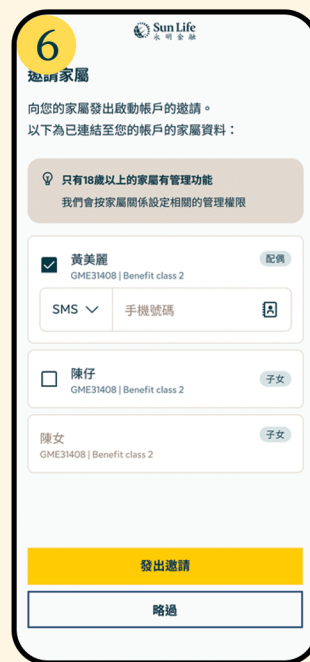 6
Sun Life
永明金融
邀請家屬
向您的家屬發出啟動帳戶的邀請。
以下為已連結至您的帳戶的家屬資料：
只有18歲以上的家屬有管理功能
我們會按家屬關係設定相關的管理權限
黃美麗 配偶
GME31408 | Benefit class 2
SMS 手機號碼
陳仔 子女
GME31408 | Benefit class 2
陳女 子女
GME31408 | Benefit class 2
發出邀請
略過